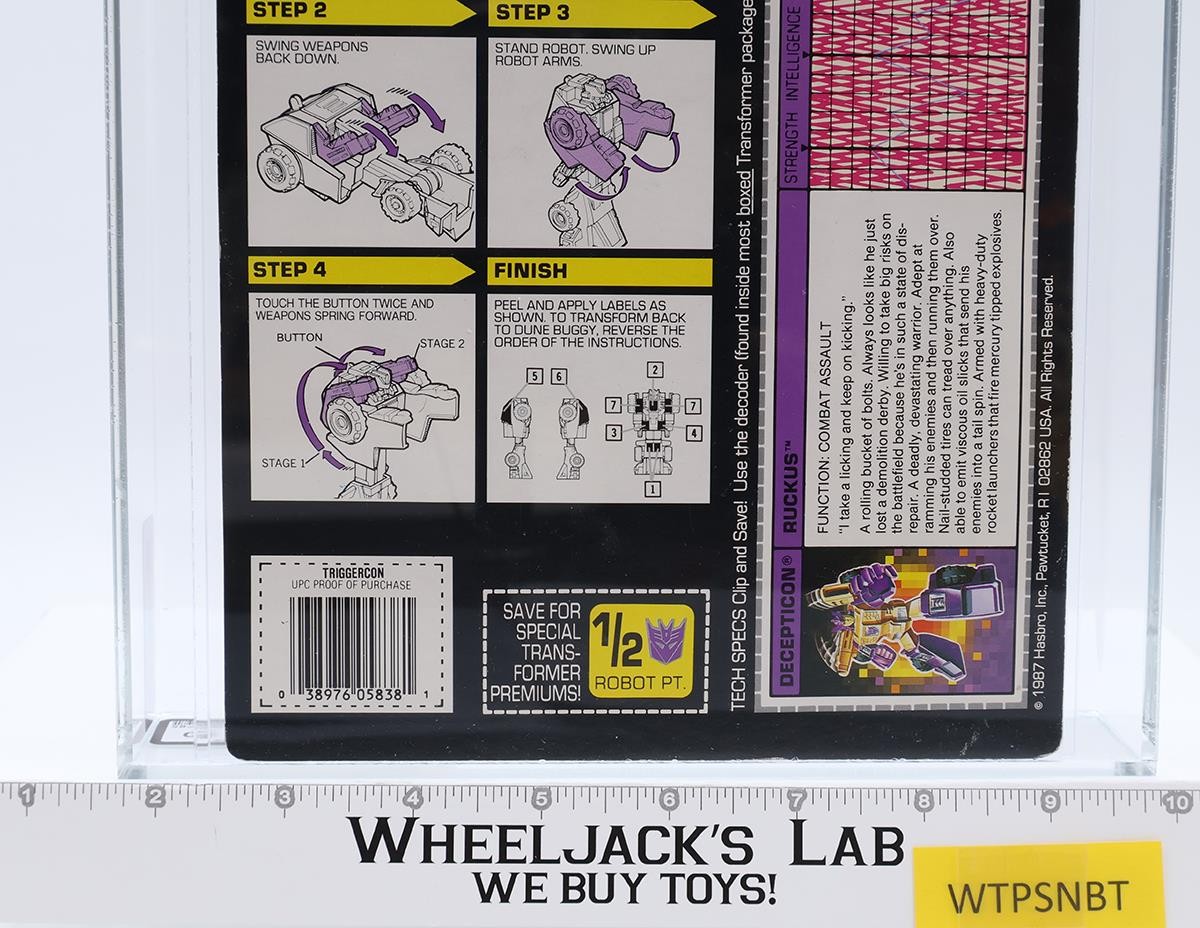 STEP 2
SWING WEAPONS
BACK DOWN.
STEP 3
STAND ROBOT. SWING UP
ROBOT ARMS.
STEP 4
TOUCH THE BUTTON TWICE AND
WEAPONS SPRING FORWARD.
BUTTON
STAGE 2
STAGE 1
FINISH
PEEL AND APPLY LABELS AS
SHOWN. TO TRANSFORM BACK
TO DUNE BUGGY, REVERSE THE
ORDER OF THE INSTRUCTIONS.
5 6 2
7 7
3 4
1
TRIGGERCON
UPC PROOF OF PURCHASE
0 38976 05838 1
SAVE FOR
SPECIAL
TRANS-
FORMER
PREMIUMS!
1/2
ROBOT PT.
TECH SPECS Clip and Save! Use the decoder (found inside most boxed Transformer package
STRENGTH INTELLIGENCE
DECEPTICON® RUCKUS™
FUNCTION: COMBAT ASSAULT
"I take a licking and keep on kicking."
A rolling bucket of bolts. Always looks like he just
lost a demolition derby. Willing to take big risks on
the battlefield because he's in such a state of dis-
repair. A deadly, devastating warrior. Adept at
ramming his enemies and then running them over.
Nail-studded tires can tread over anything. Also
able to emit viscous oil slicks that send his
enemies into a tail spin. Armed with heavy-duty
rocket launchers that fire mercury tipped explosives.
© 1987 Hasbro, Inc., Pawtucket, RI 02862 USA. All Rights Reserved.
1 2 3 4 5 6 7 8 9 10
WHEELJACK'S LAB
WE BUY TOYS!
WTPSNBT